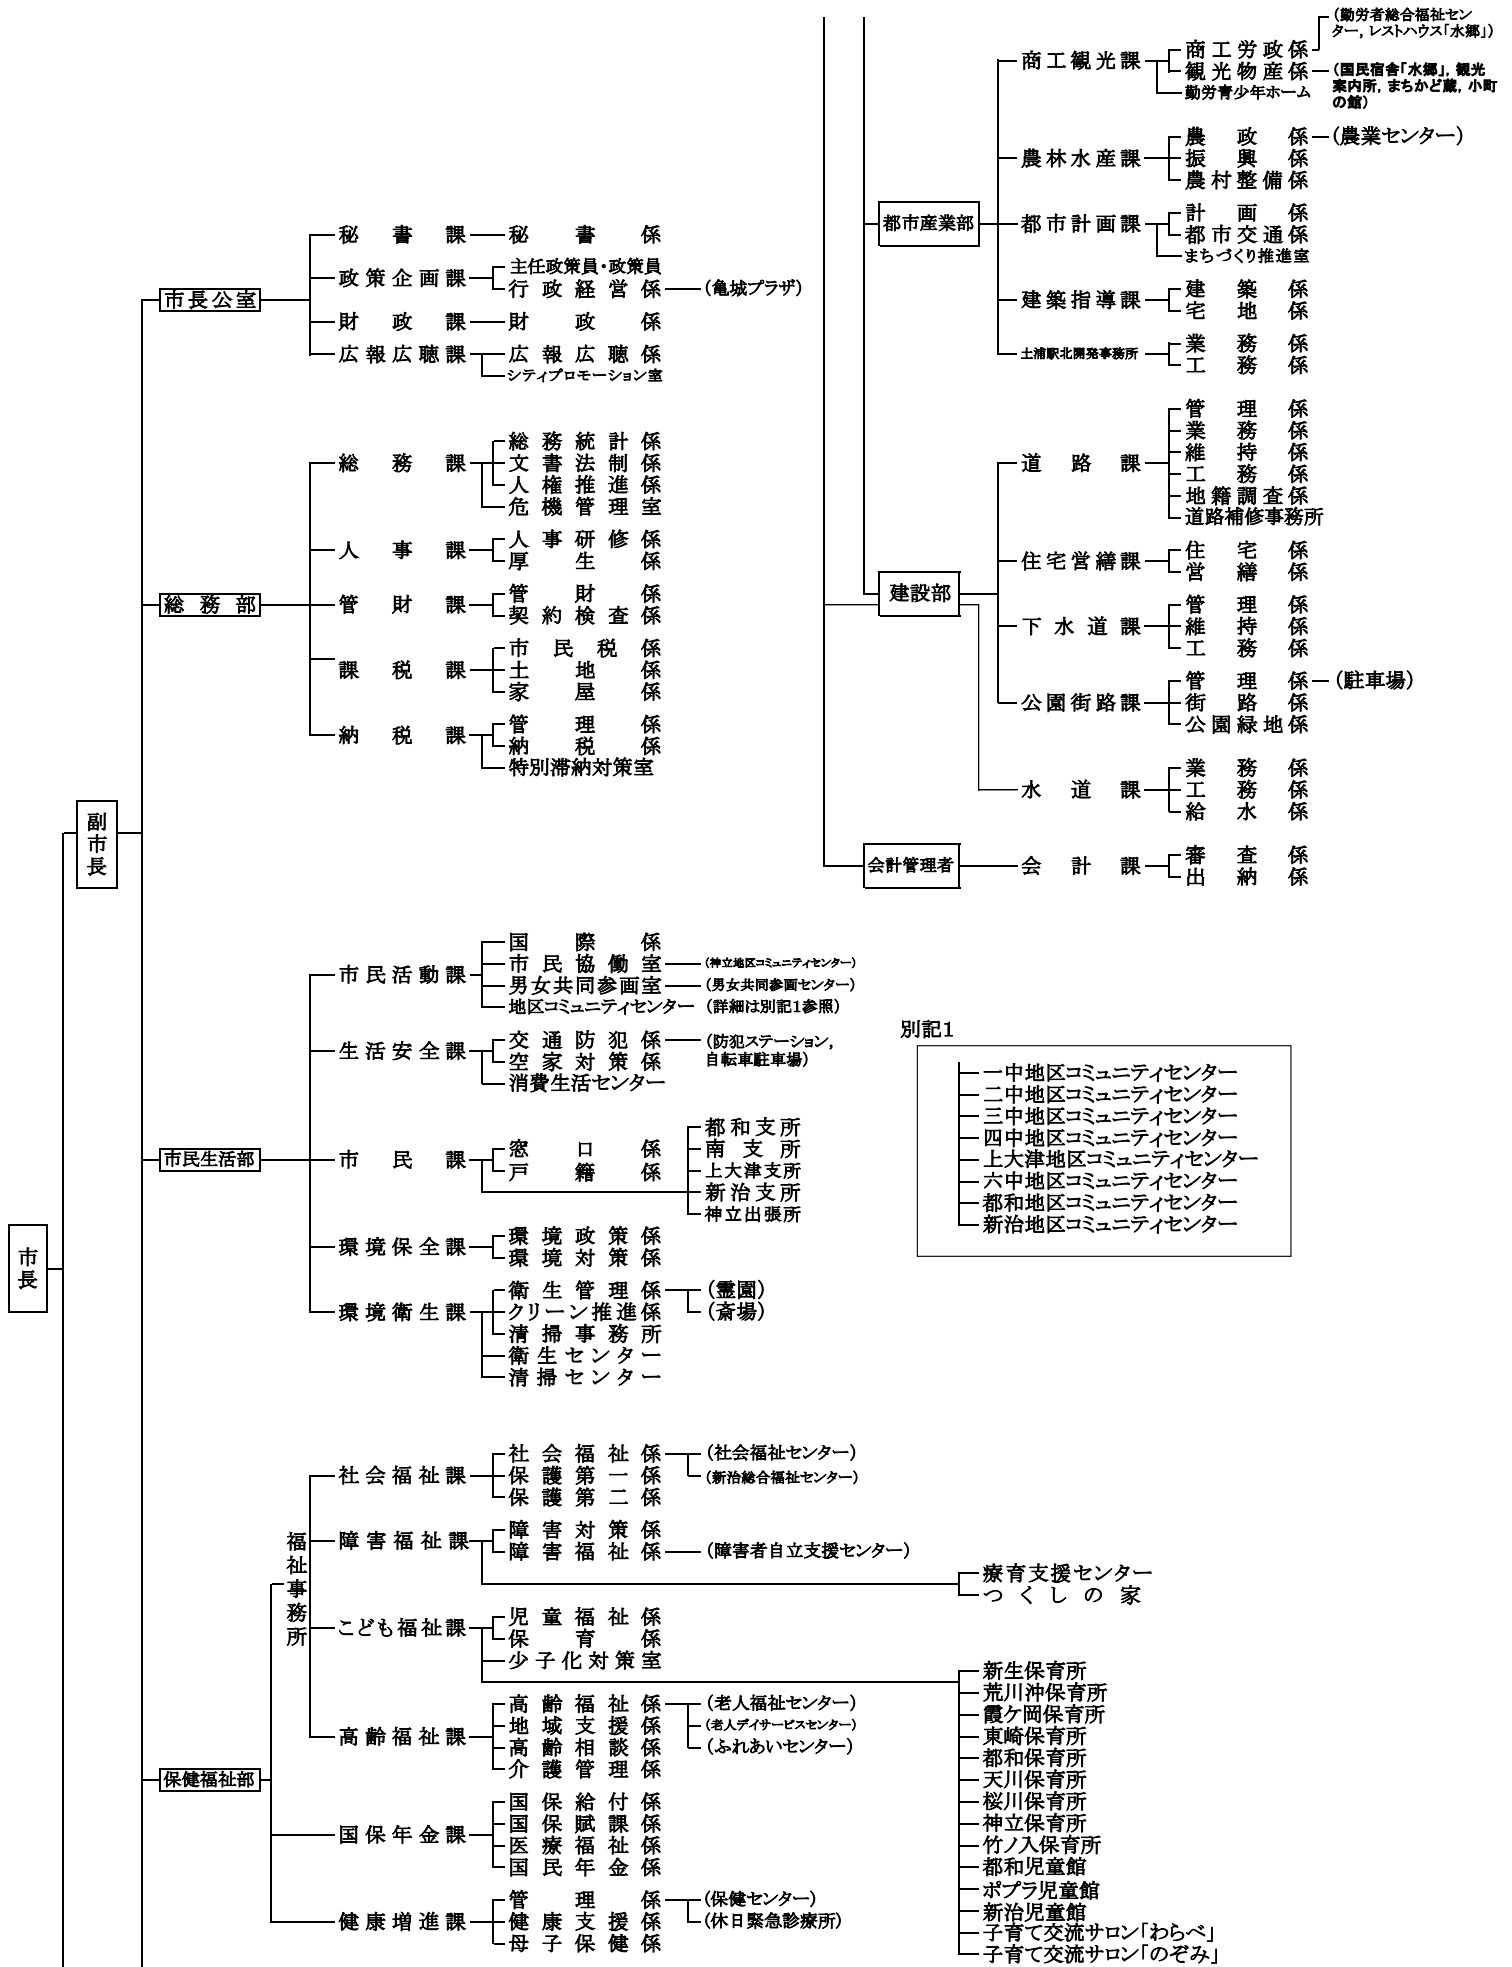 市長
副市長
市長公室
秘書課
秘書係
政策企画課
主任政策員・政策員
行政経営係
(亀城プラザ)
財政課
財政係
広報広聴課
広報広聴係
シティプロモーション室
総務部
総務課
総務統計係
文書法制係
人権推進係
危機管理室
人事課
人事研修係
厚生係
管財課
管財係
契約検査係
課税課
市民税係
土地係
家屋係
納税課
管理係
納税係
特別滞納対策室
市民生活部
市民活動課
国際係
市民協働室
(神立地区コミュニティセンター)
男女共同参画室
(男女共同参画センター)
地区コミュニティセンター
(詳細は別記1参照)
生活安全課
交通防犯係
(防犯ステーション,
自転車駐車場)
空家対策係
消費生活センター
市民課
窓口係
戸籍係
都和支所
南支所
上大津支所
新治支所
神立出張所
環境保全課
環境政策係
環境対策係
環境衛生課
衛生管理係
(霊園)
(斎場)
クリーン推進係
清掃事務所
衛生センター
清掃センター
保健福祉部
福祉事務所
社会福祉課
社会福祉係
(社会福祉センター)
(新治総合福祉センター)
保護第一係
保護第二係
障害福祉課
障害対策係
障害福祉係
(障害者自立支援センター)
療育支援センター
つくしの家
こども福祉課
児童福祉係
保育係
少子化対策室
新生保育所
荒川沖保育所
霞ケ岡保育所
東崎保育所
都和保育所
天川保育所
桜川保育所
神立保育所
竹ノ入保育所
都和児童館
ポプラ児童館
新治児童館
子育て交流サロン「わらべ」
子育て交流サロン「のぞみ」
高齢福祉課
高齢福祉係
(老人福祉センター)
(老人デイサービスセンター)
(ふれあいセンター)
地域支援係
高齢相談係
介護管理係
国保年金課
国保給付係
国保賦課係
医療福祉係
国民年金係
健康増進課
管理係
(保健センター)
(休日緊急診療所)
健康支援係
母子保健係
都市産業部
商工観光課
商工労政係
(勤労者総合福祉セン
ター,レストハウス「水郷」)
観光物産係
(国民宿舎「水郷」,観光
案内所,まちかど蔵,小町
の館)
勤労青少年ホーム
農林水産課
農政係
(農業センター)
振興係
農村整備係
都市計画課
計画係
都市交通係
まちづくり推進室
建築指導課
建築係
宅地係
土浦駅北開発事務所
業務係
工務係
建設部
道路課
管理係
業務係
維持係
工務係
地籍調査係
道路補修事務所
住宅営繕課
住宅係
営繕係
下水道課
管理係
維持係
工務係
公園街路課
管理係
(駐車場)
街路係
公園緑地係
水道課
業務係
工務係
給水係
会計管理者
会計課
審査係
出納係
別記1
一中地区コミュニティセンター
二中地区コミュニティセンター
三中地区コミュニティセンター
四中地区コミュニティセンター
上大津地区コミュニティセンター
六中地区コミュニティセンター
都和地区コミュニティセンター
新治地区コミュニティセンター